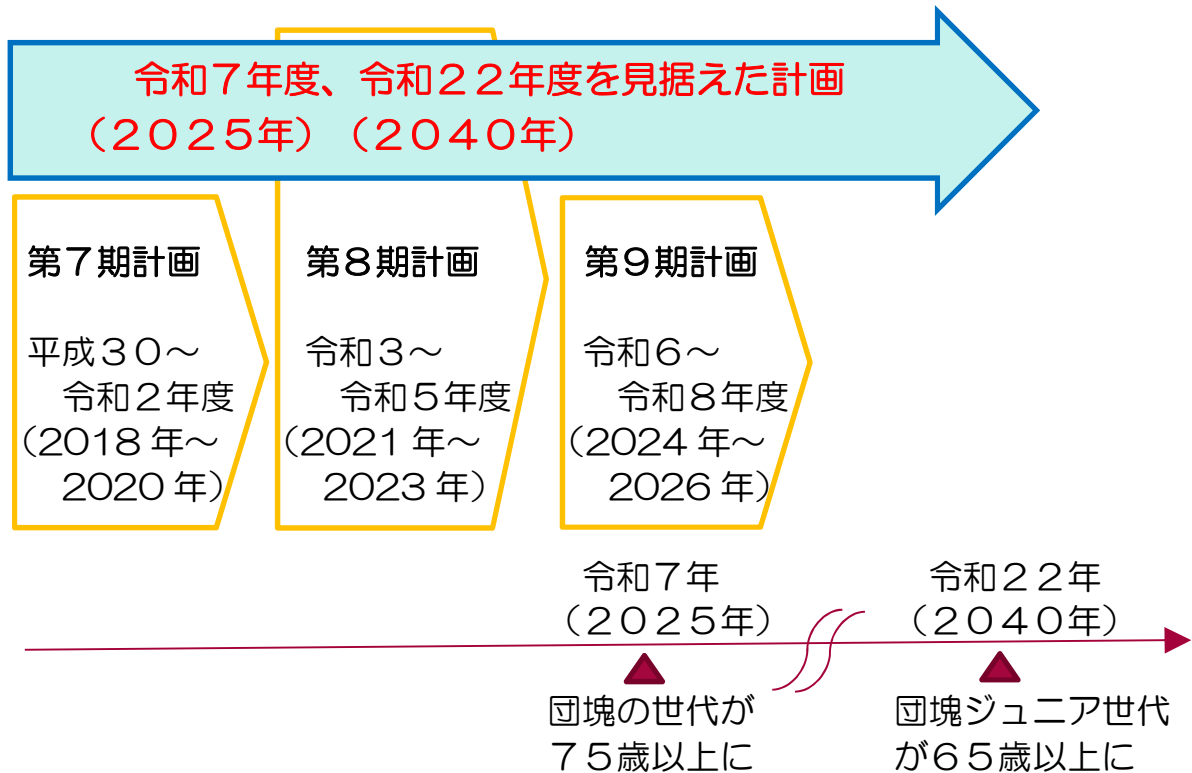 令和７年度、令和２２年度を見据えた計画
（２０２５年）（２０４０年）
第７期計画
平成３０～
令和２年度
（2018 年～
2020 年）
第８期計画
令和３～
令和５年度
（2021 年～
2023 年）
第９期計画
令和６～
令和８年度
（2024 年～
2026 年）
令和７年
（２０２５年）
団塊の世代が
７５歳以上に
令和２２年
（２０４０年）
団塊ジュニア世代
が６５歳以上に